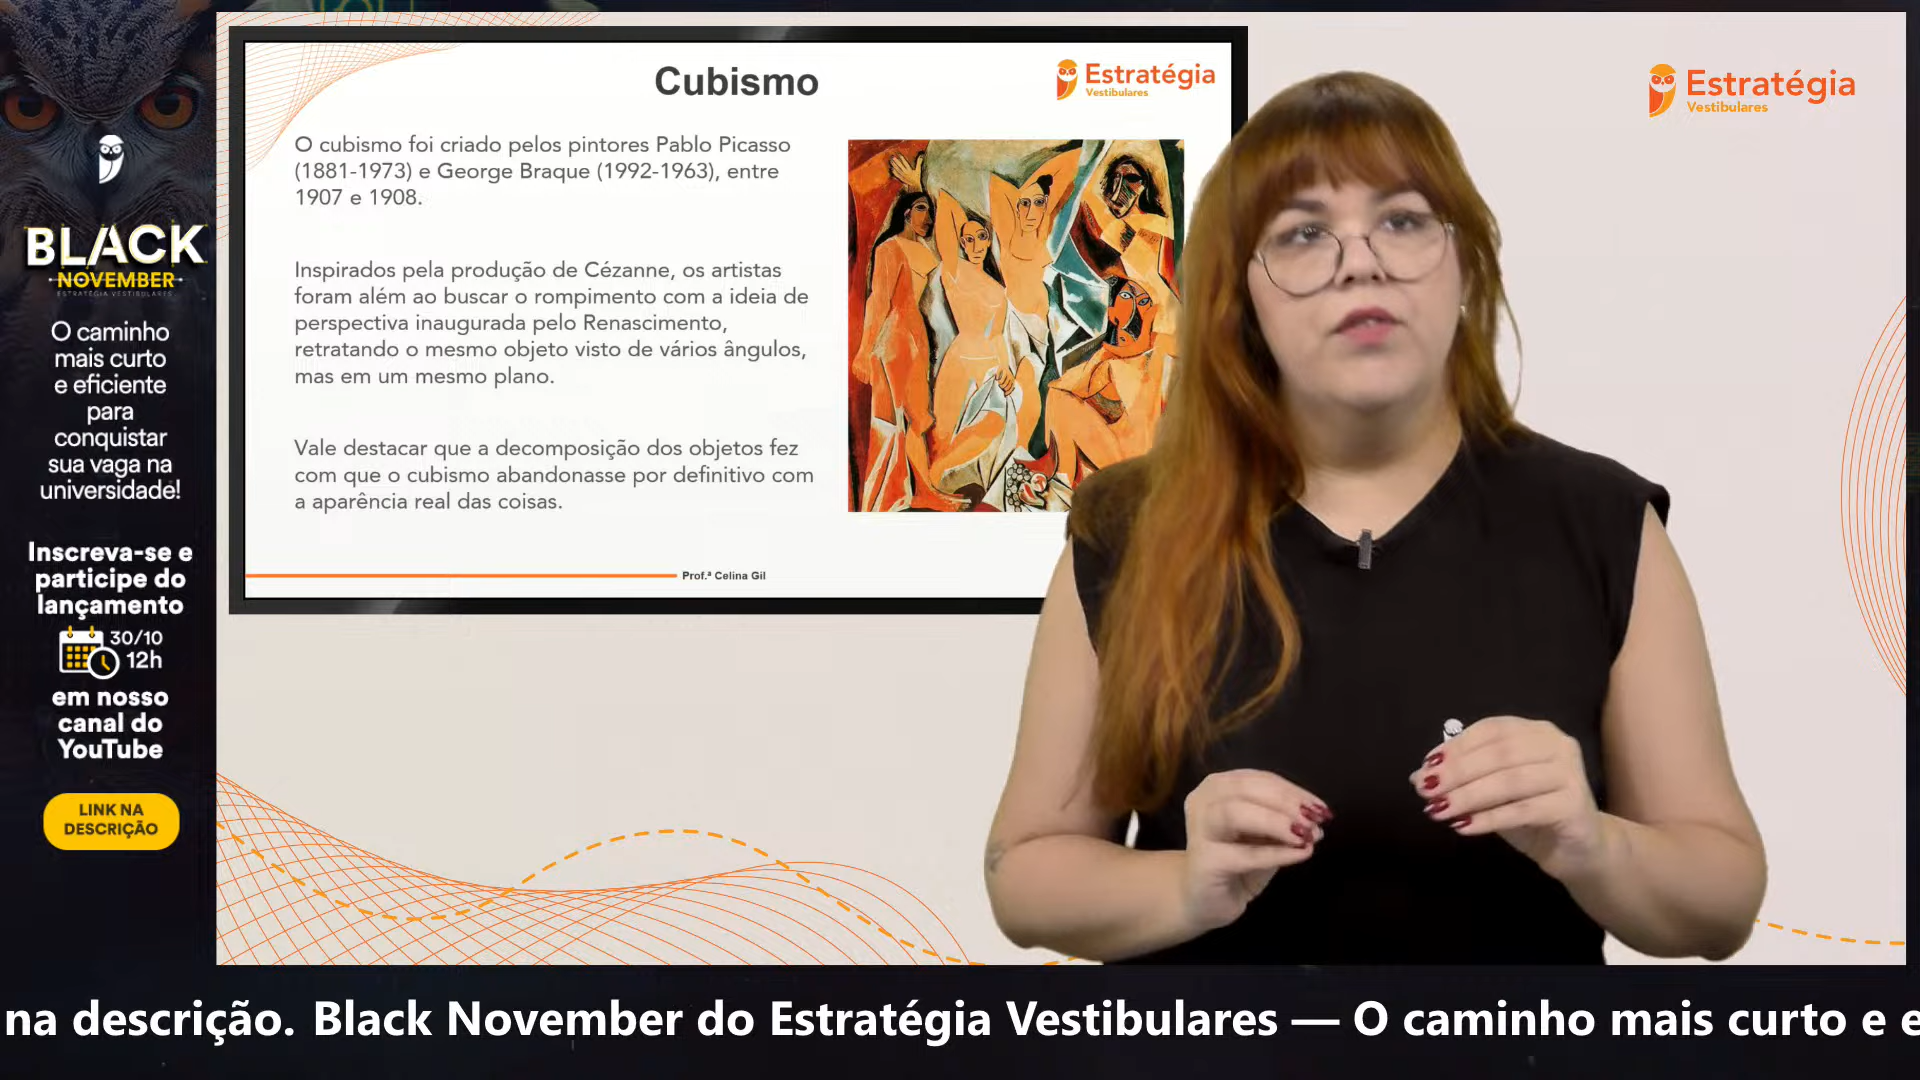 BLACK
NOVEMBER
ESTRATÉGIA VESTIBULARES
O caminho
mais curto
e eficiente
para
conquistar
sua vaga na
universidade!
Inscreva-se e
participe do
lançamento
30/10
12h
em nosso
canal do
YouTube
LINK NA
DESCRIÇÃO
Cubismo
Estratégia
Vestibulares
O cubismo foi criado pelos pintores Pablo Picasso
(1881-1973) e George Braque (1992-1963), entre
1907 e 1908.
Inspirados pela produção de Cézanne, os artistas
foram além ao buscar o rompimento com a ideia de
perspectiva inaugurada pelo Renascimento,
retratando o mesmo objeto visto de vários ângulos,
mas em um mesmo plano.
Vale destacar que a decomposição dos objetos fez
com que o cubismo abandonasse por definitivo com
a aparência real das coisas.
Prof.ª Celina Gil
Estratégia
Vestibulares
na descrição. Black November do Estratégia Vestibulares — O caminho mais curto e e